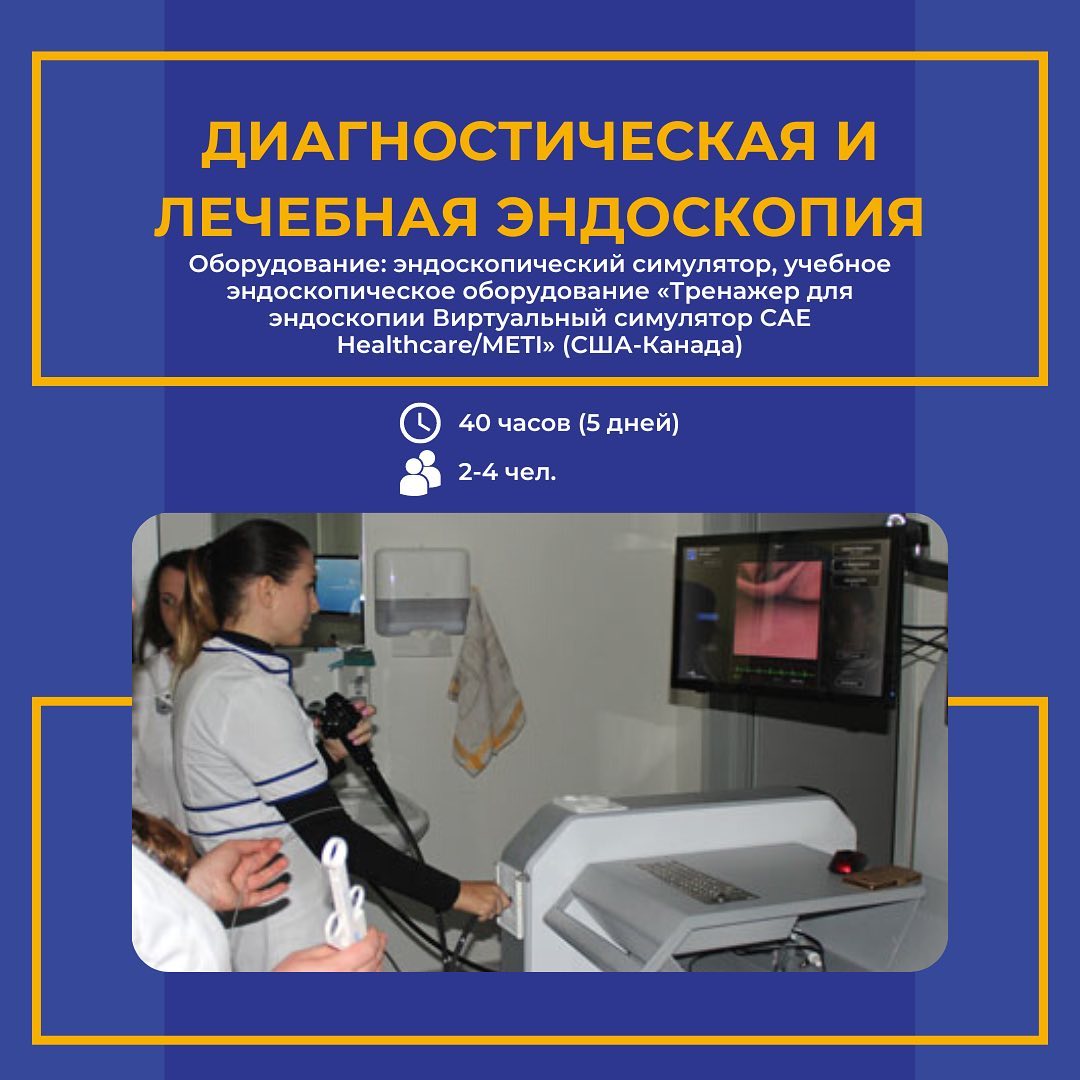 ДИАГНОСТИЧЕСКАЯ И
ЛЕЧЕБНАЯ ЭНДОСКОПИЯ
Оборудование: эндоскопический симулятор, учебное
эндоскопическое оборудование «Тренажер для
эндоскопии Виртуальный симулятор CAE
Healthcare/METI» (США-Канада)
40 часов (5 дней)
2-4 чел.